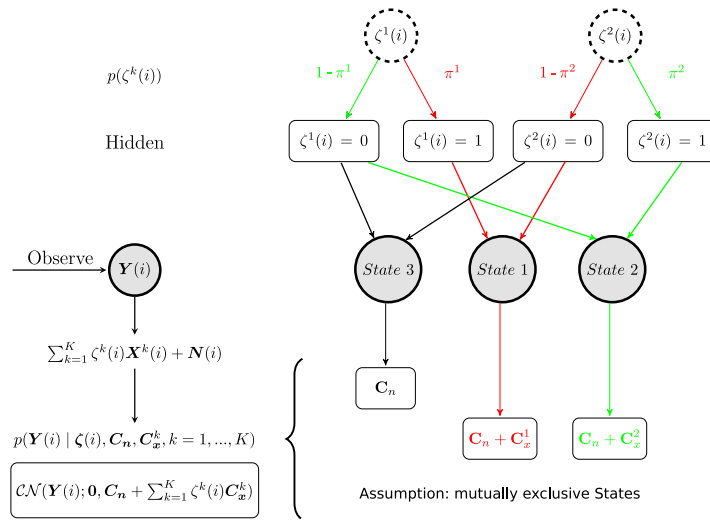 ζ¹(i) ζ²(i)
p(ζᵏ(i)) 1 - π¹ π¹ 1 - π² π²
Hidden ζ¹(i) = 0 ζ¹(i) = 1 ζ²(i) = 0 ζ²(i) = 1
Observe Y(i) State 3 State 1 State 2
∑ₖ₌₁ᴷ ζᵏ(i)Xᵏ(i) + N(i)
Cₙ
p(Y(i) | ζ(i), Cₙ, Cₓᵏ, k = 1, ..., K) Cₙ + Cₓ¹ Cₙ + Cₓ²
𝒞𝒩(Y(i); 0, Cₙ + ∑ₖ₌₁ᴷ ζᵏ(i)Cₓᵏ)
Assumption: mutually exclusive States